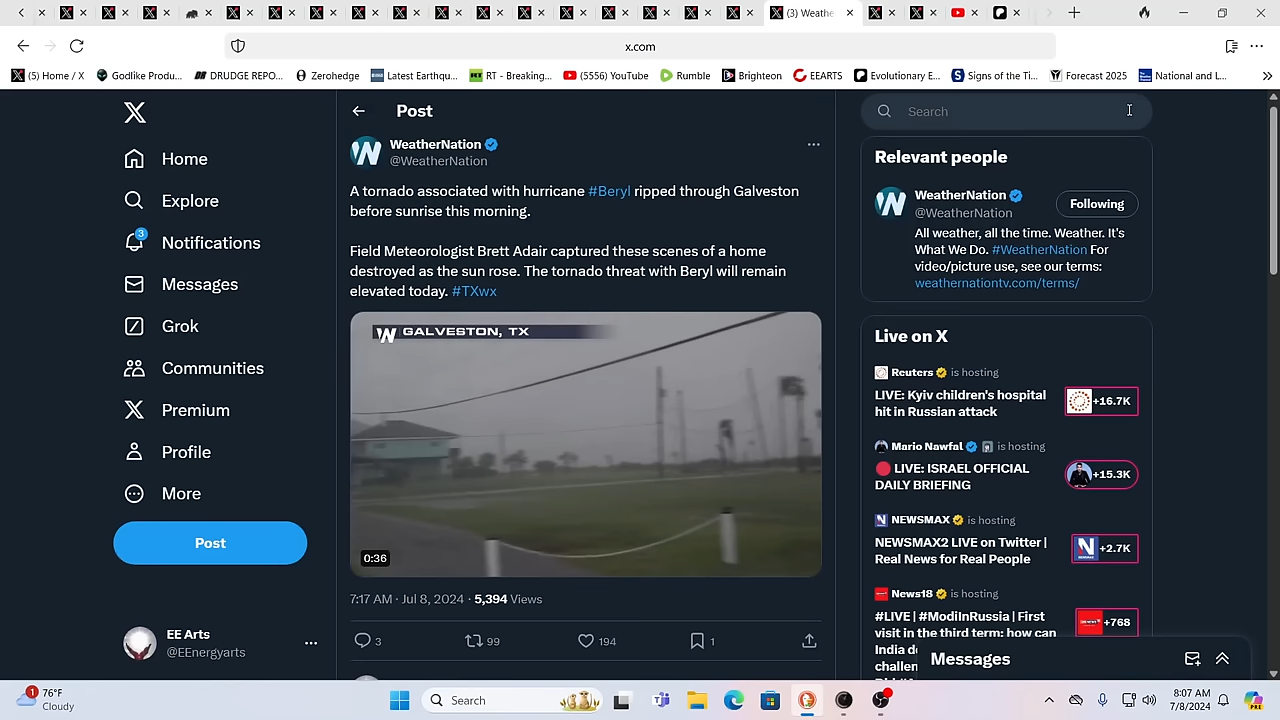 (3) Weathe
x.com
(5) Home / X
Godlike Produ...
DRUDGE REPO...
Zerohedge
Latest Earthqu...
RT - Breaking...
(5556) YouTube
Rumble
Brighteon
EEARTS
Evolutionary E...
Signs of the Ti...
Forecast 2025
National and L...
Home
Explore
3
Notifications
Messages
Grok
Communities
Premium
Profile
More
Post
EE Arts
@EEnergyarts
Post
WeatherNation
@WeatherNation
A tornado associated with hurricane #Beryl ripped through Galveston
before sunrise this morning.
Field Meteorologist Brett Adair captured these scenes of a home
destroyed as the sun rose. The tornado threat with Beryl will remain
elevated today. #TXwx
GALVESTON, TX
0:36
7:17 AM · Jul 8, 2024 · 5,394 Views
3
99
194
1
Search
Relevant people
WeatherNation
@WeatherNation
Following
All weather, all the time. Weather. It's
What We Do. #WeatherNation For
video/picture use, see our terms:
weathernationtv.com/terms/
Live on X
Reuters is hosting
LIVE: Kyiv children's hospital
hit in Russian attack
+16.7K
Mario Nawfal is hosting
LIVE: ISRAEL OFFICIAL
DAILY BRIEFING
+15.3K
NEWSMAX is hosting
NEWSMAX2 LIVE on Twitter |
Real News for Real People
+2.7K
News18 is hosting
#LIVE | #ModiInRussia | First
visit in the third term: how can
India de
challen
+768
Messages
1
76°F
Cloudy
Search
8:07 AM
7/8/2024
PRE